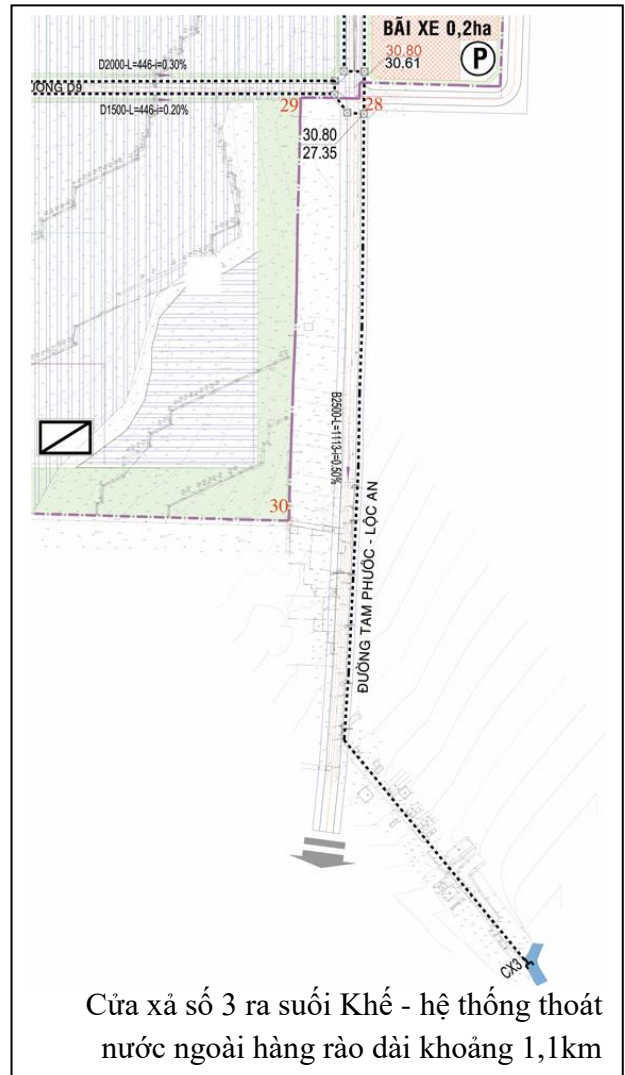 BÃI XE 0,2ha
30.80
30.61
P
D2000-L=446-i=0.30%
ƯỜNG D9
D1500-L=446-i=0.20%
29
28
30.80
27.35
B2500-L=1113-i=0.50%
30
ĐƯỜNG TAM PHƯỚC - LỘC AN
CX3
Cửa xả số 3 ra suối Khế - hệ thống thoát
nước ngoài hàng rào dài khoảng 1,1km